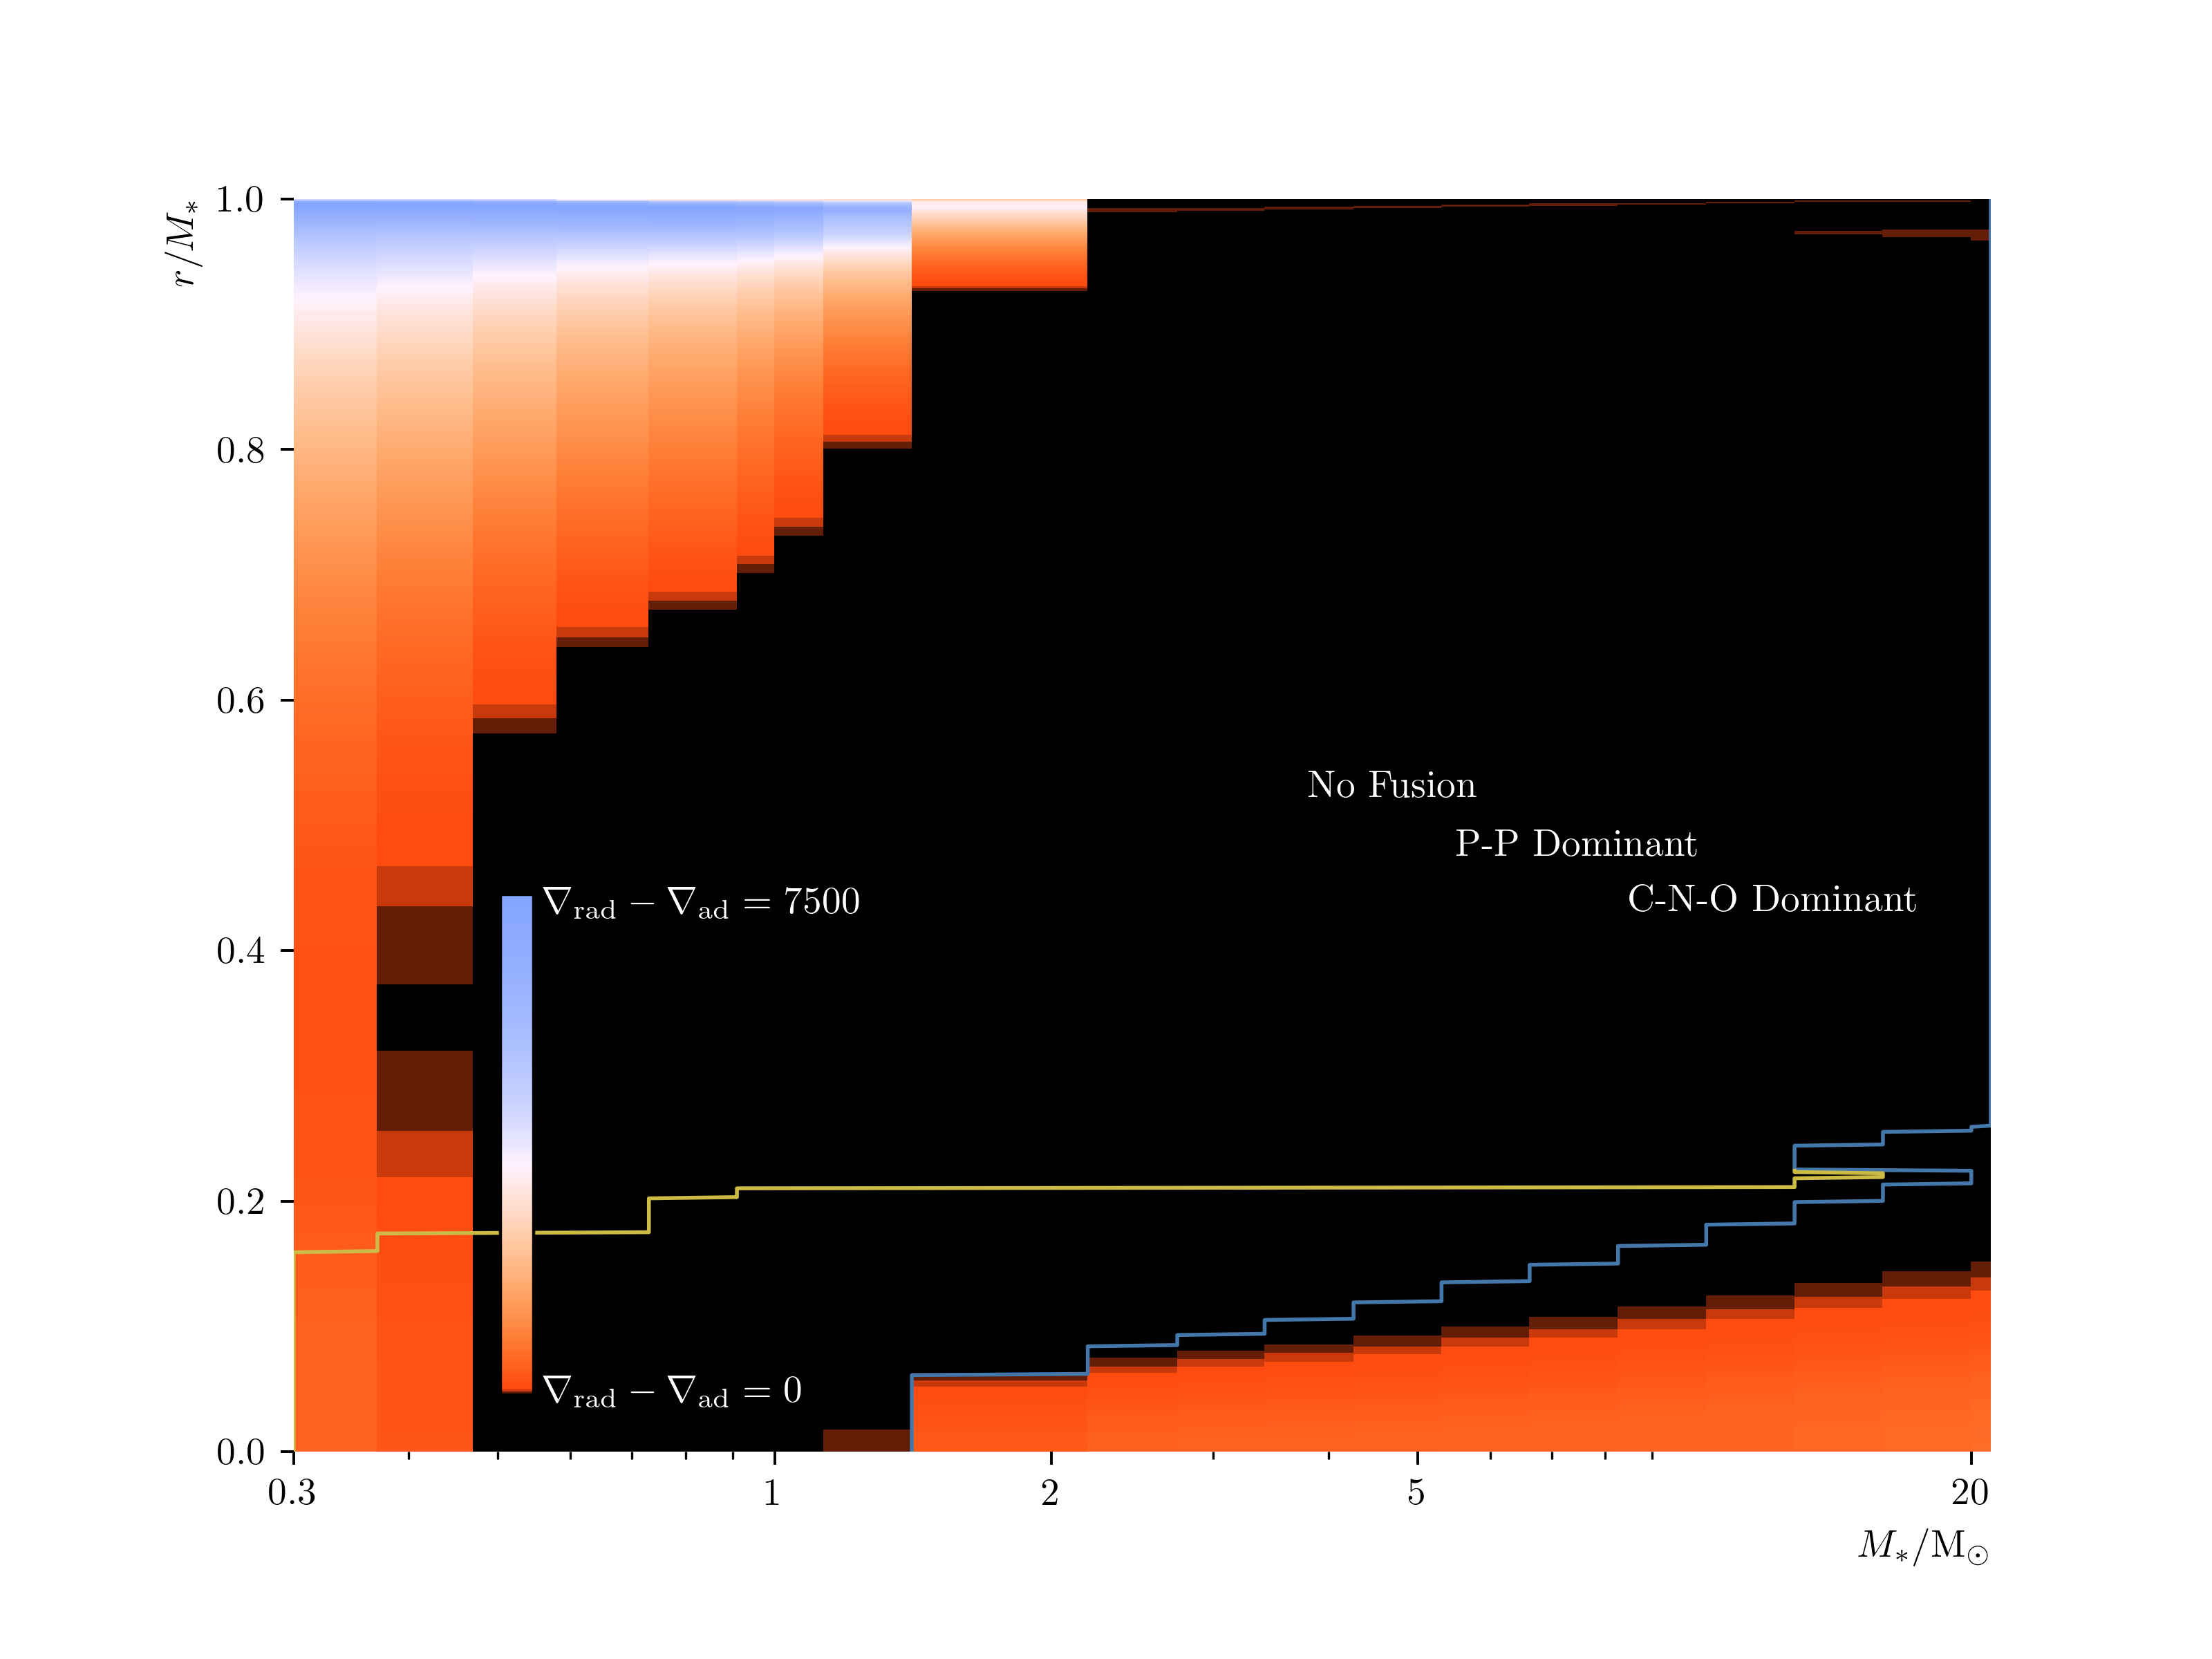 1.0
r/M*
0.8
0.6
No Fusion
P-P Dominant
C-N-O Dominant
∇rad − ∇ad = 7500
0.4
0.2
∇rad − ∇ad = 0
0.0
0.3 1 2 5 20
M*/M⊙